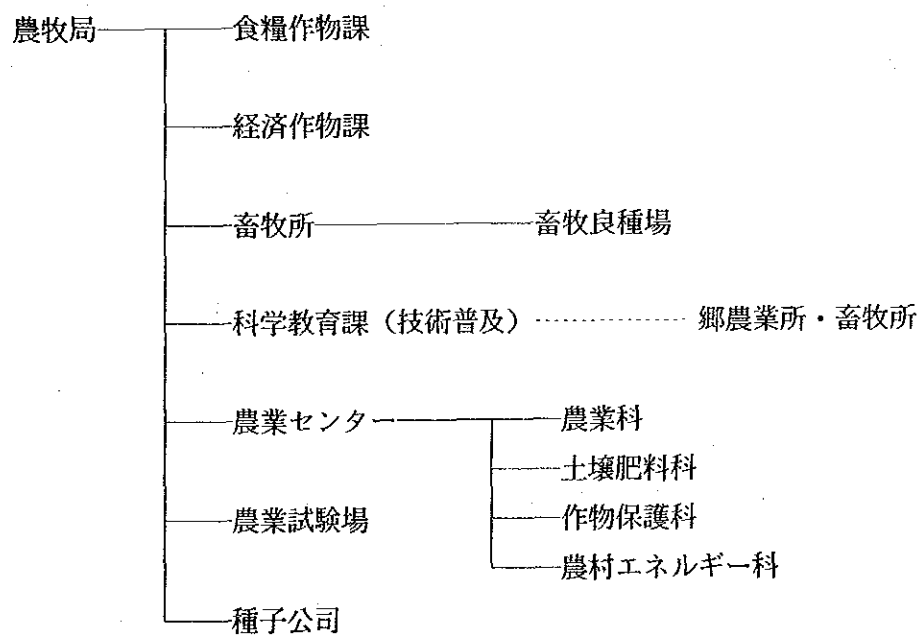 農牧局 食糧作物課
経済作物課
畜牧所 畜牧良種場
科学教育課（技術普及） 郷農業所・畜牧所
農業センター 農業科
土壌肥料科
農業試験場 作物保護科
農村エネルギー科
種子公司